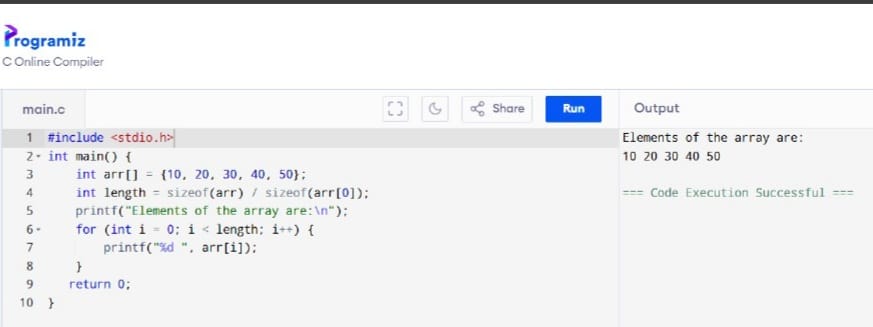 Programiz
C Online Compiler
main.c
Share
Run
Output
1 #include <stdio.h>
2 int main() {
3 int arr[] = {10, 20, 30, 40, 50};
4 int length = sizeof(arr) / sizeof(arr[0]);
5 printf("Elements of the array are:\n");
6 for (int i = 0; i < length; i++) {
7 printf("%d ", arr[i]);
8 }
9 return 0;
10 }
Elements of the array are:
10 20 30 40 50
=== Code Execution Successful ===